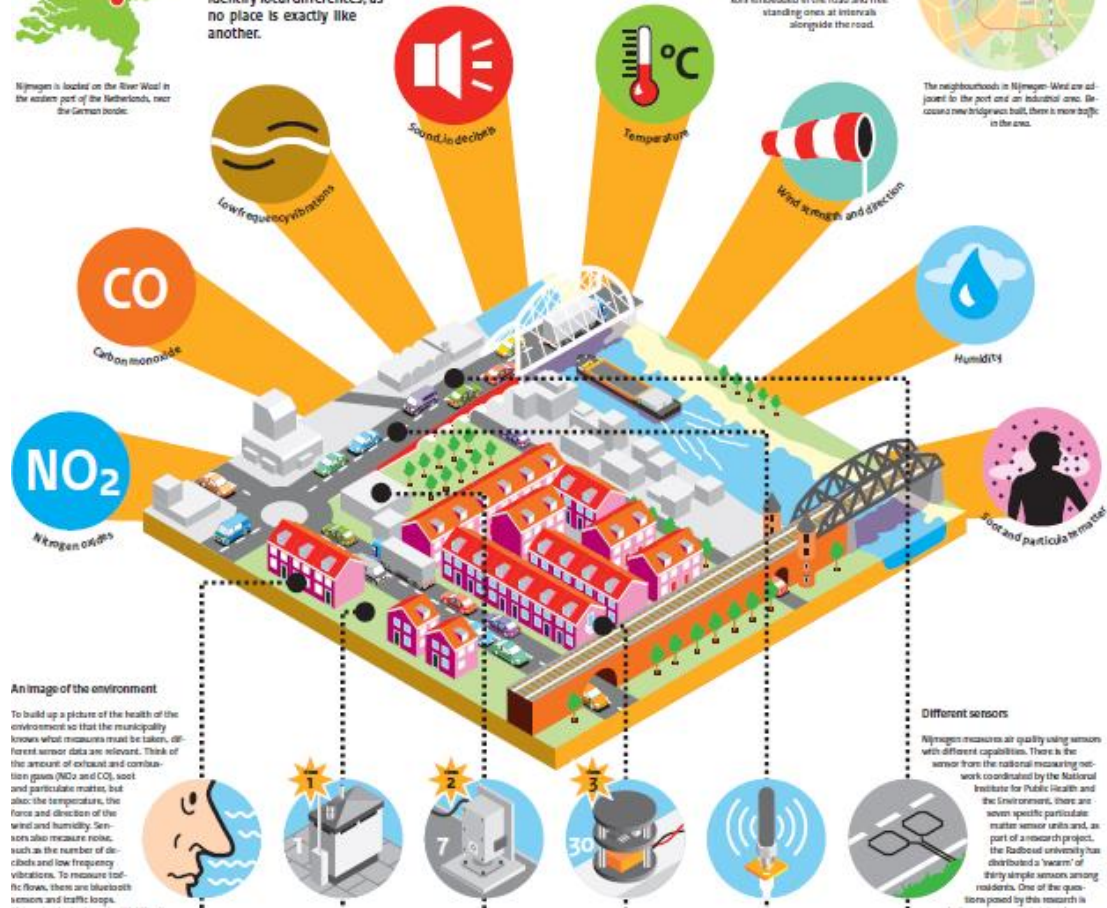 identify local differences, as
no place is exactly like
another.
standing ones at intervals
alongside the road.
Nijmegen is located on the River Waal in
the eastern part of the Netherlands, near
the German border.
The neighbourhoods in Nijmegen-West are ad-
jacent to the port and an industrial area. Be-
cause a new bridge was built, there is more traffic
in the area.
Sound, in decibels
°C
Temperature
Low frequency vibrations
Wind strength and direction
CO
Carbon monoxide
Humidity
NO2
Nitrogen oxides
Soot and particulate matter
An image of the environment
To build up a picture of the health of the
environment so that the municipality
knows what measures must be taken, dif-
ferent sensor data are relevant. Think of
the amount of exhaust and combus-
tion gases (NO2 and CO), soot
and particulate matter, but
also: the temperature, the
force and direction of the
wind and humidity. Sen-
sors also measure noise,
such as the number of de-
cibels and low frequency
vibrations. To measure traf-
fic flows, there are bluetooth
sensors and traffic loops.
1
1
2
7
3
30
Different sensors
Nijmegen measures air quality using sensors
with different capabilities. There is the
sensor from the national measuring net-
work coordinated by the National
Institute for Public Health and
the Environment, there are
seven specific particulate
matter sensor units and, as
part of a research project,
the Radboud university has
distributed a 'swarm' of
thirty simple sensors among
residents. One of the ques-
tions posed by this research is